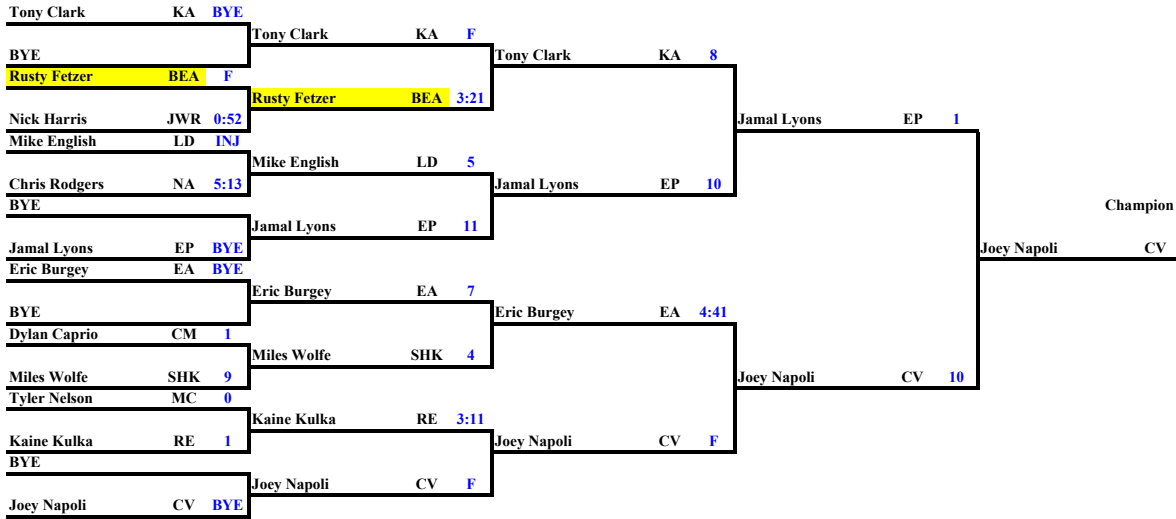 Tony Clark KA BYE
BYE
Rusty Fetzer BEA F
Nick Harris JWR 0:52
Mike English LD INJ
Chris Rodgers NA 5:13
BYE
Jamal Lyons EP BYE
Eric Burgey EA BYE
BYE
Dylan Caprio CM 1
Miles Wolfe SHK 9
Tyler Nelson MC 0
Kaine Kulka RE 1
BYE
Joey Napoli CV BYE
Tony Clark KA F
Rusty Fetzer BEA 3:21
Mike English LD 5
Jamal Lyons EP 11
Eric Burgey EA 7
Miles Wolfe SHK 4
Kaine Kulka RE 3:11
Joey Napoli CV F
Tony Clark KA 8
Jamal Lyons EP 10
Eric Burgey EA 4:41
Joey Napoli CV F
Jamal Lyons EP 1
Joey Napoli CV 10
Champion
Joey Napoli CV